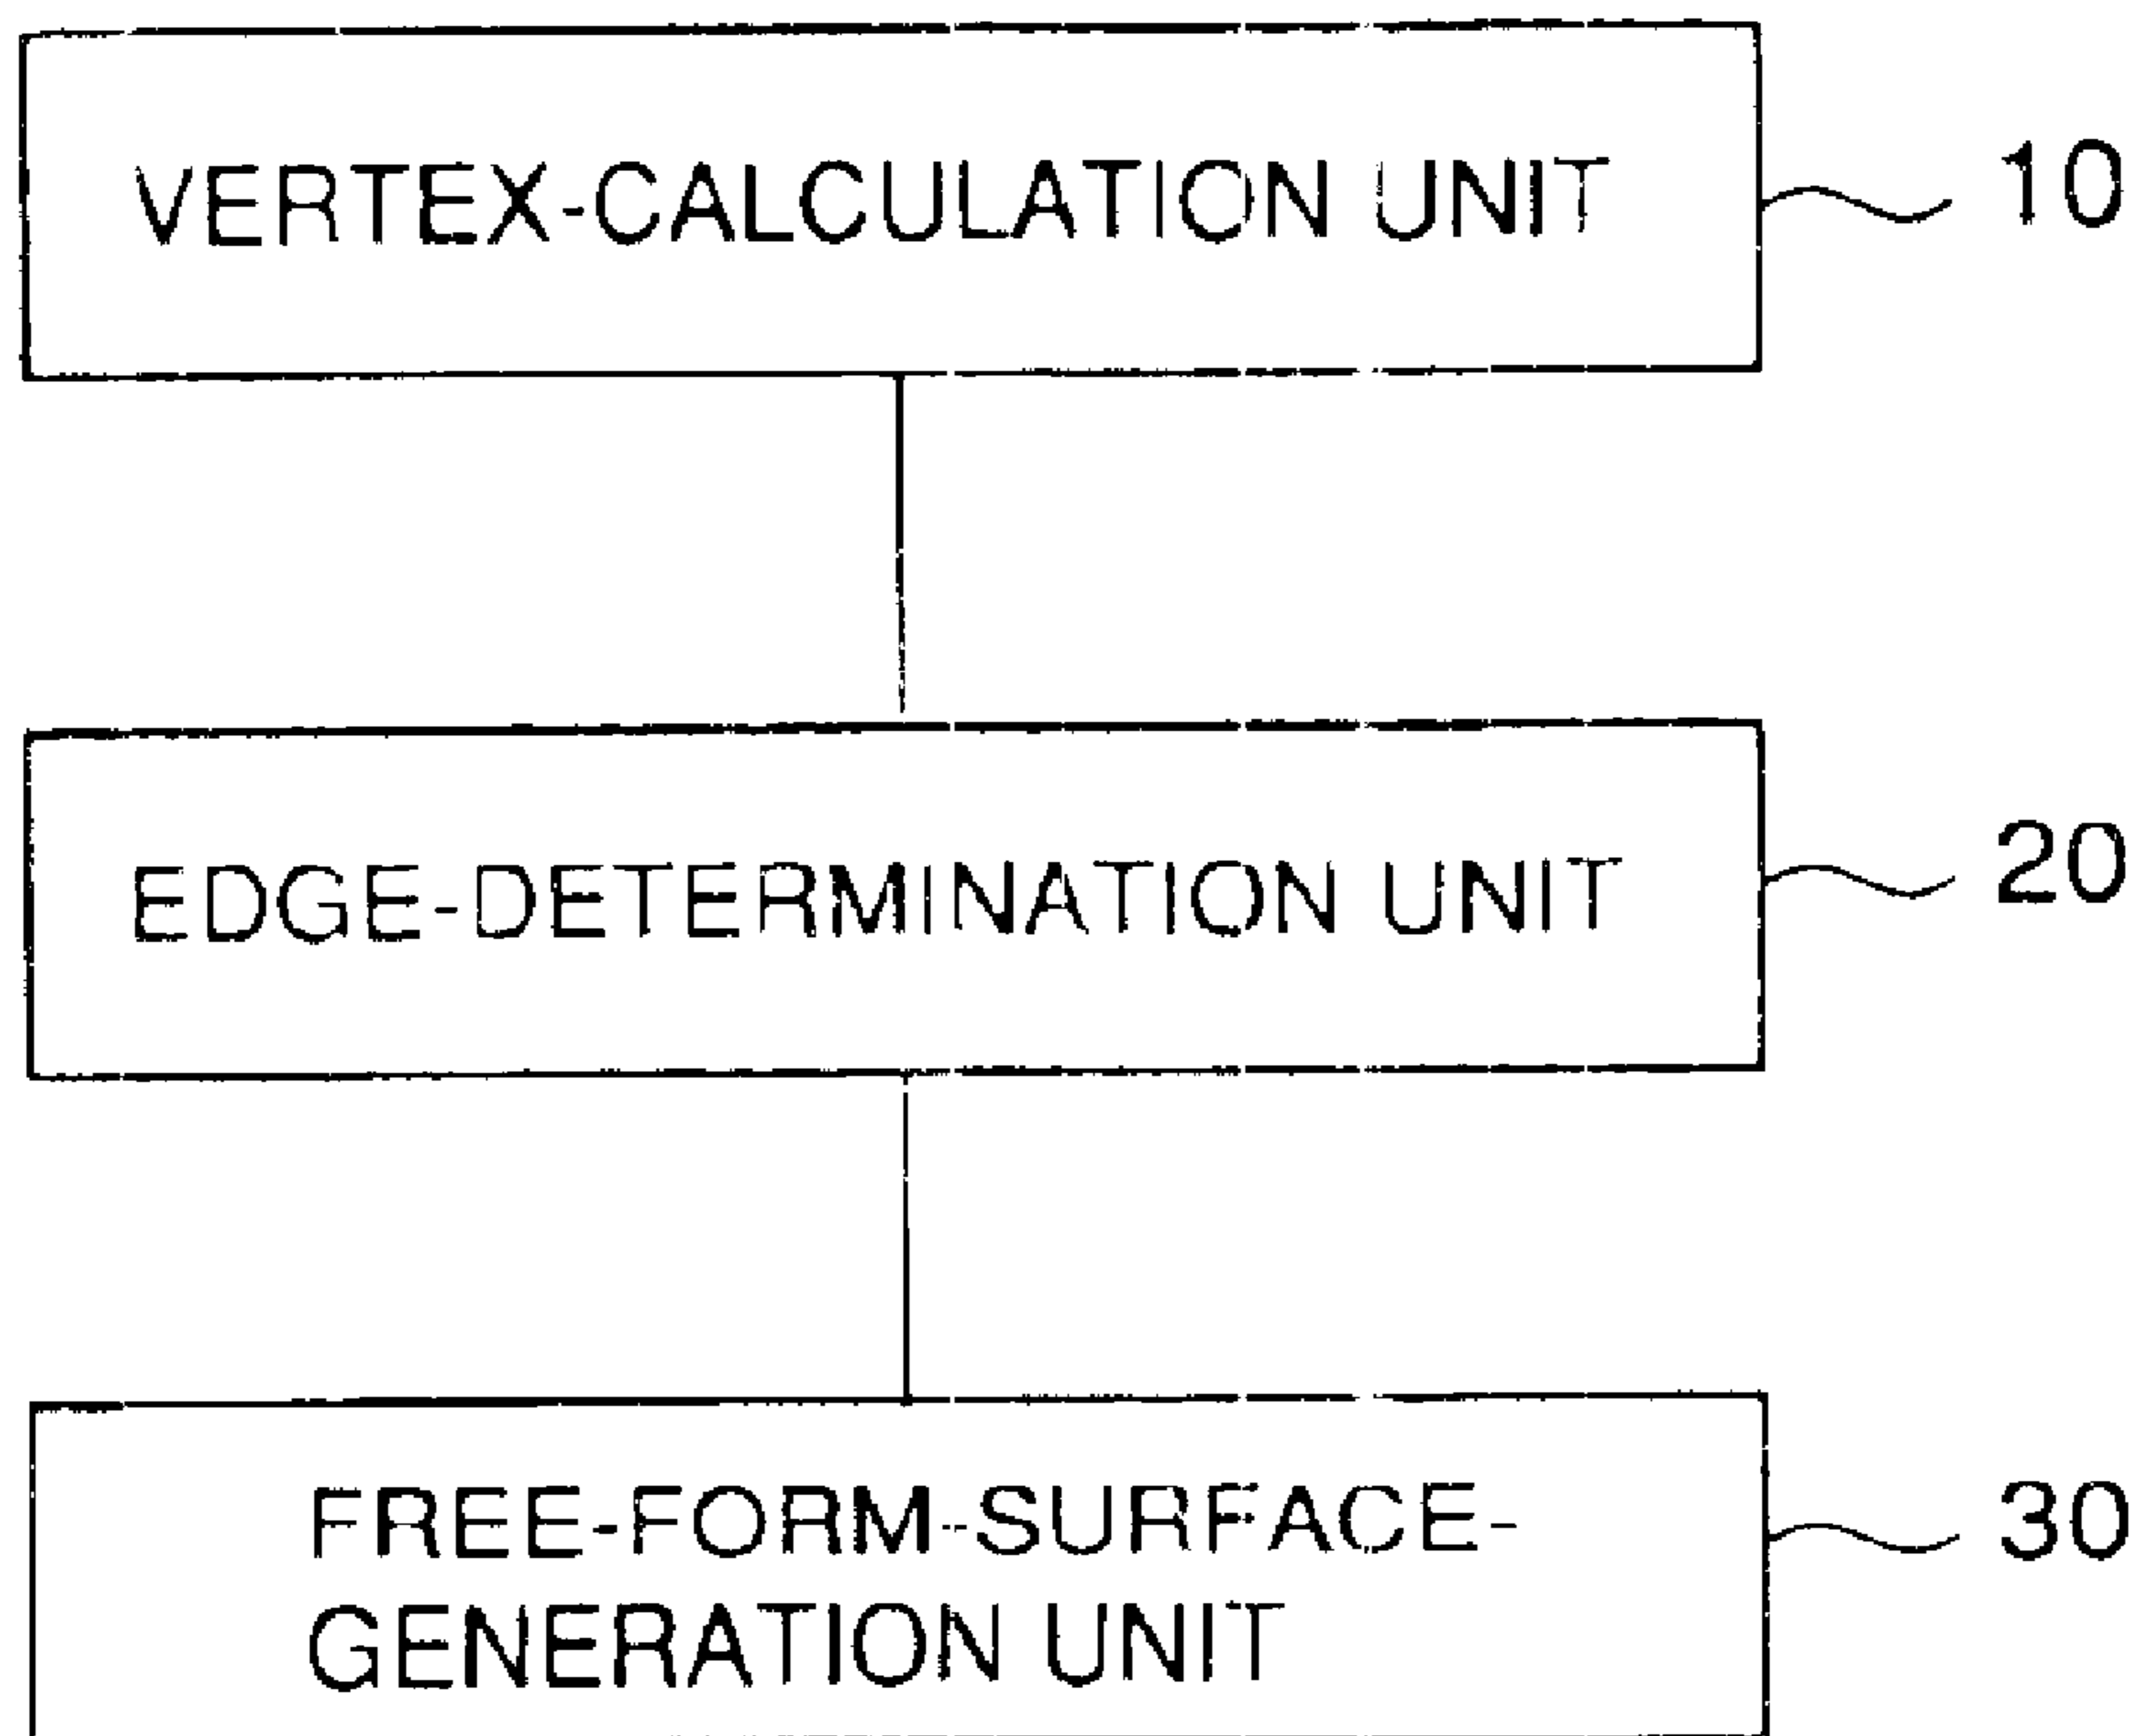 VERTEX-CALCULATION UNIT
10
EDGE-DETERMINATION UNIT
20
FREE-FORM-SURFACE-
30
GENERATION UNIT